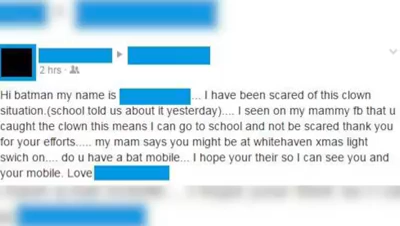 2 hrs ·
Hi batman my name is ... I have been scared of this clown
situation.(school told us about it yesterday).... I seen on my mammy fb that u
caught the clown this means I can go to school and not be scared thank you
for your efforts..... my mam says you might be at whitehaven xmas light
swich on.... do u have a bat mobile... I hope your their so I can see you and
your mobile. Love